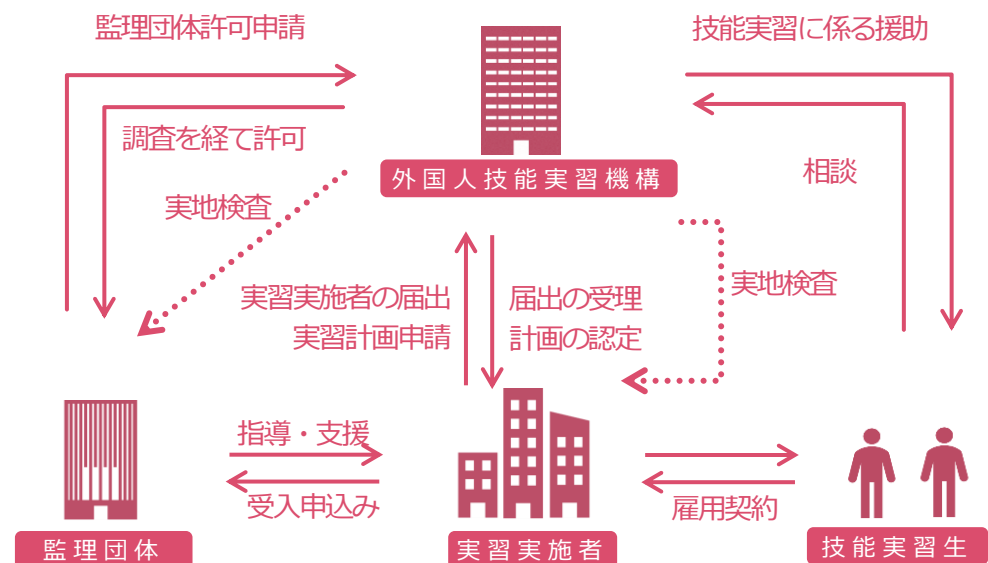 監理団体許可申請
技能実習に係る援助
調査を経て許可
相談
外国人技能実習機構
実地検査
実地検査
実習実施者の届出
実習計画申請
届出の受理
計画の認定
指導・支援
受入申込み
雇用契約
監理団体
実習実施者
技能実習生